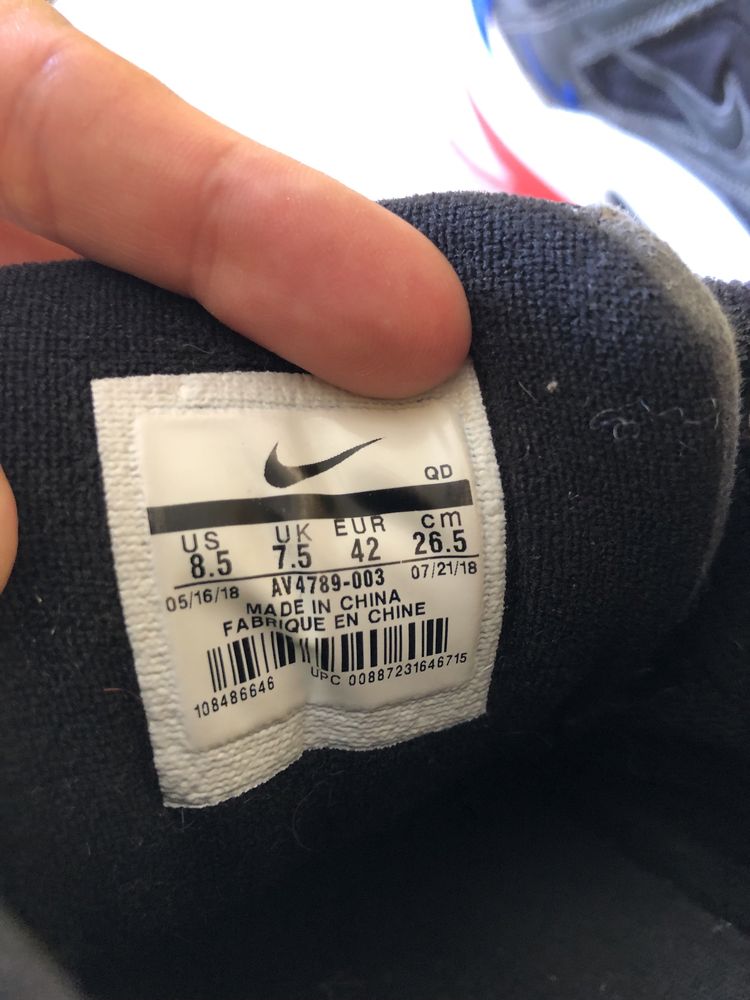 QD
US UK EUR cm
8.5 7.5 42 26.5
05/16/18 AV4789-003 07/21/18
MADE IN CHINA
FABRIQUE EN CHINE
108486646 UPC 00887231646715